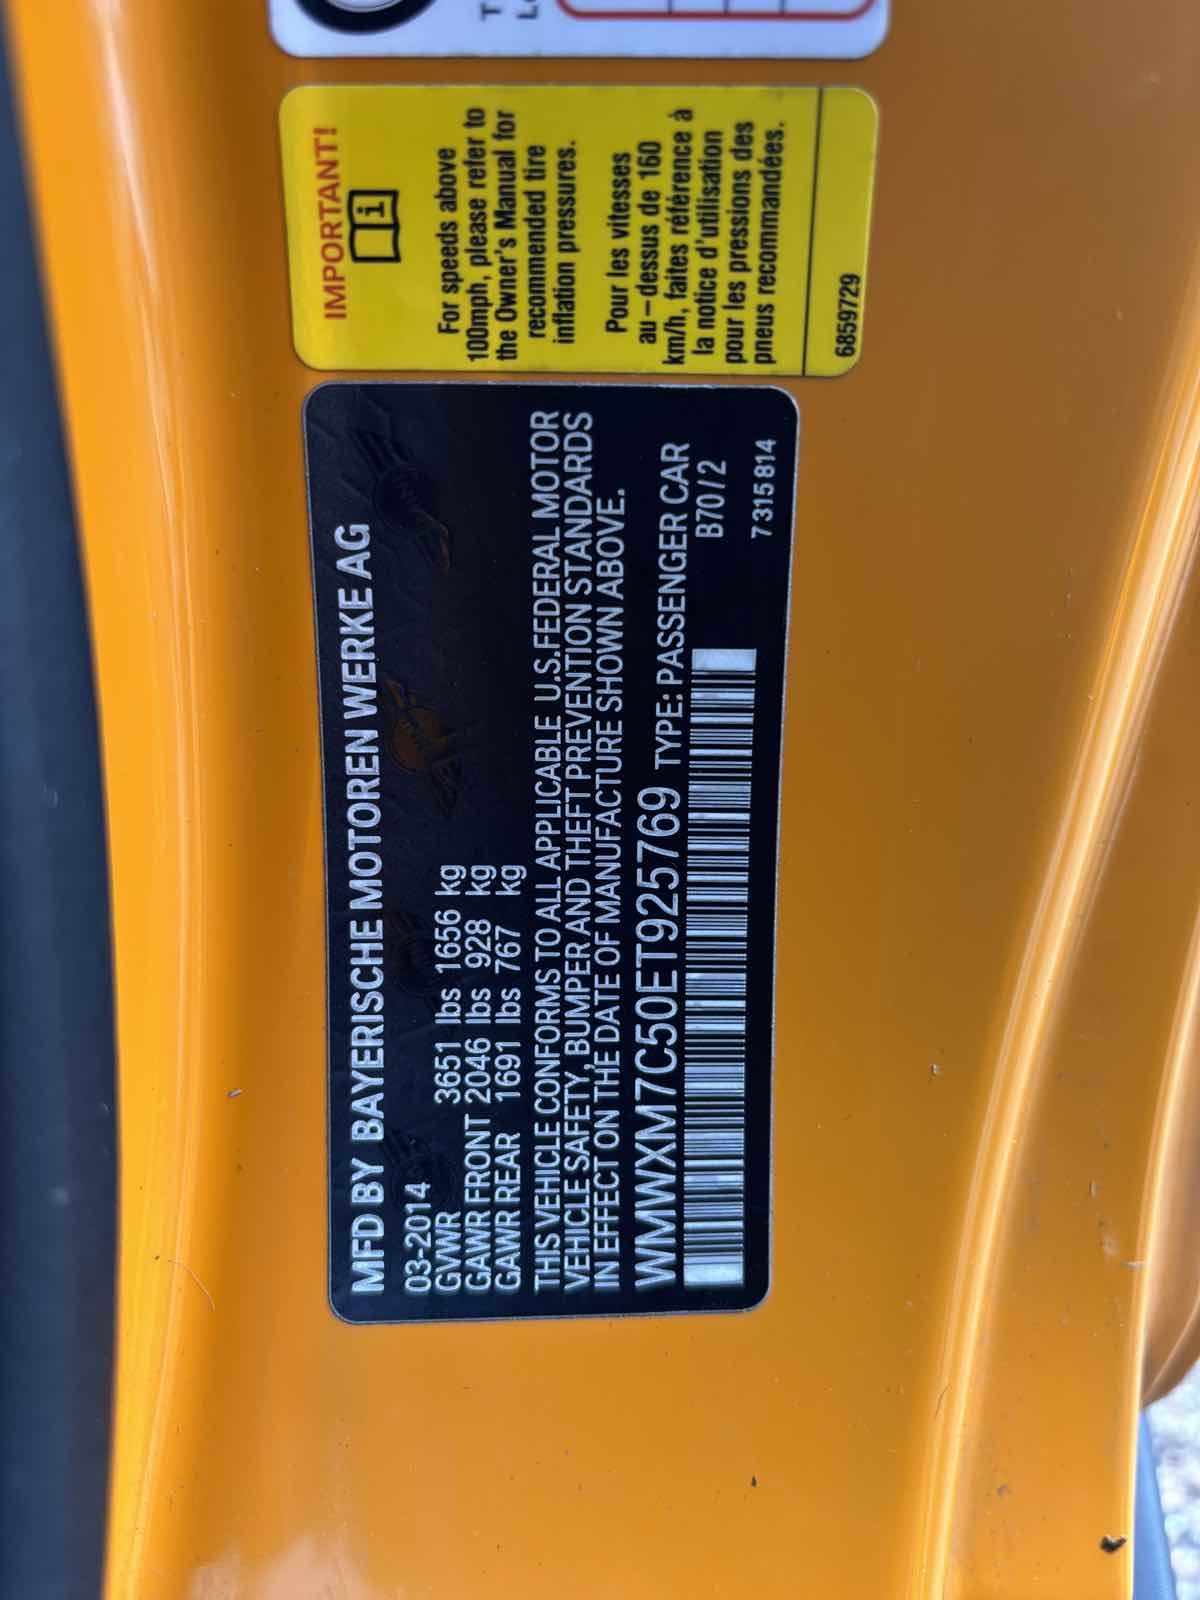 IMPORTANT!
i
For speeds above
100mph, please refer to
the Owner's Manual for
recommended tire
inflation pressures.
Pour les vitesses
au-dessus de 160
km/h, faites référence à
la notice d'utilisation
pour les pressions des
pneus recommandées.
6859729
MFD BY BAYERISCHE MOTOREN WERKE AG
03-2014
GVWR 3651 lbs 1656 kg
GAWR FRONT 2046 lbs 928 kg
GAWR REAR 1691 lbs 767 kg
THIS VEHICLE CONFORMS TO ALL APPLICABLE U.S.FEDERAL MOTOR
VEHICLE SAFETY, BUMPER AND THEFT PREVENTION STANDARDS
IN EFFECT ON THE DATE OF MANUFACTURE SHOWN ABOVE.
WMWXM7C50ET925769 TYPE: PASSENGER CAR
B70/2
7315814
MINI
MINI